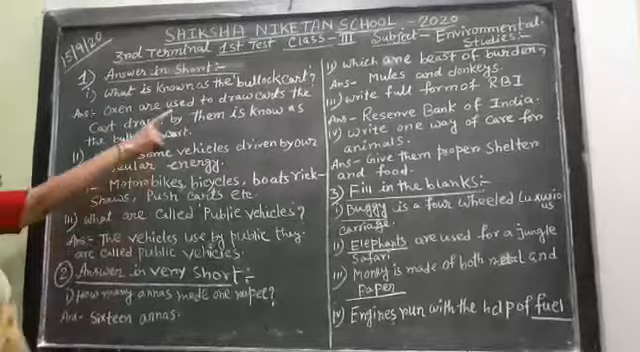 15/9/20
SHIKSHA NIKETAN SCHOOL - 2020
3nd Terminal 1st Test Class-III Subject- Environmental
Studies:-
1) Answer in Short:-
i) What is known as the bullock cart?
Ans:- Oxen are used to draw carts the
cart drawn by them is know as
the cart.
ii) some vehicles driven by our
energy.
:- Motorobikes, bicycles, boats rick-
shaws, Push carts etc.
iii) What are called 'Public vehicles'?
Ans:- The vehicles use by public they
are called public vehicles.
2) Answer in very short:-
i) How many annas made one rupee?
Ans- Sixteen annas.
ii) Which are beast of burden?
Ans- Mules and donkeys.
iii) Write full form of RBI
Ans- Reserve Bank of India.
iv) Write one way of care for
animals.
Ans- Give them proper shelter
and food.
3) Fill in the blanks:-
i) Buggy is a four wheeled Luxurious
carriage.
ii) Elephants are used for a jungle
Safari
iii) Money is made of both and
Paper
iv) Engines run with the help of fuel